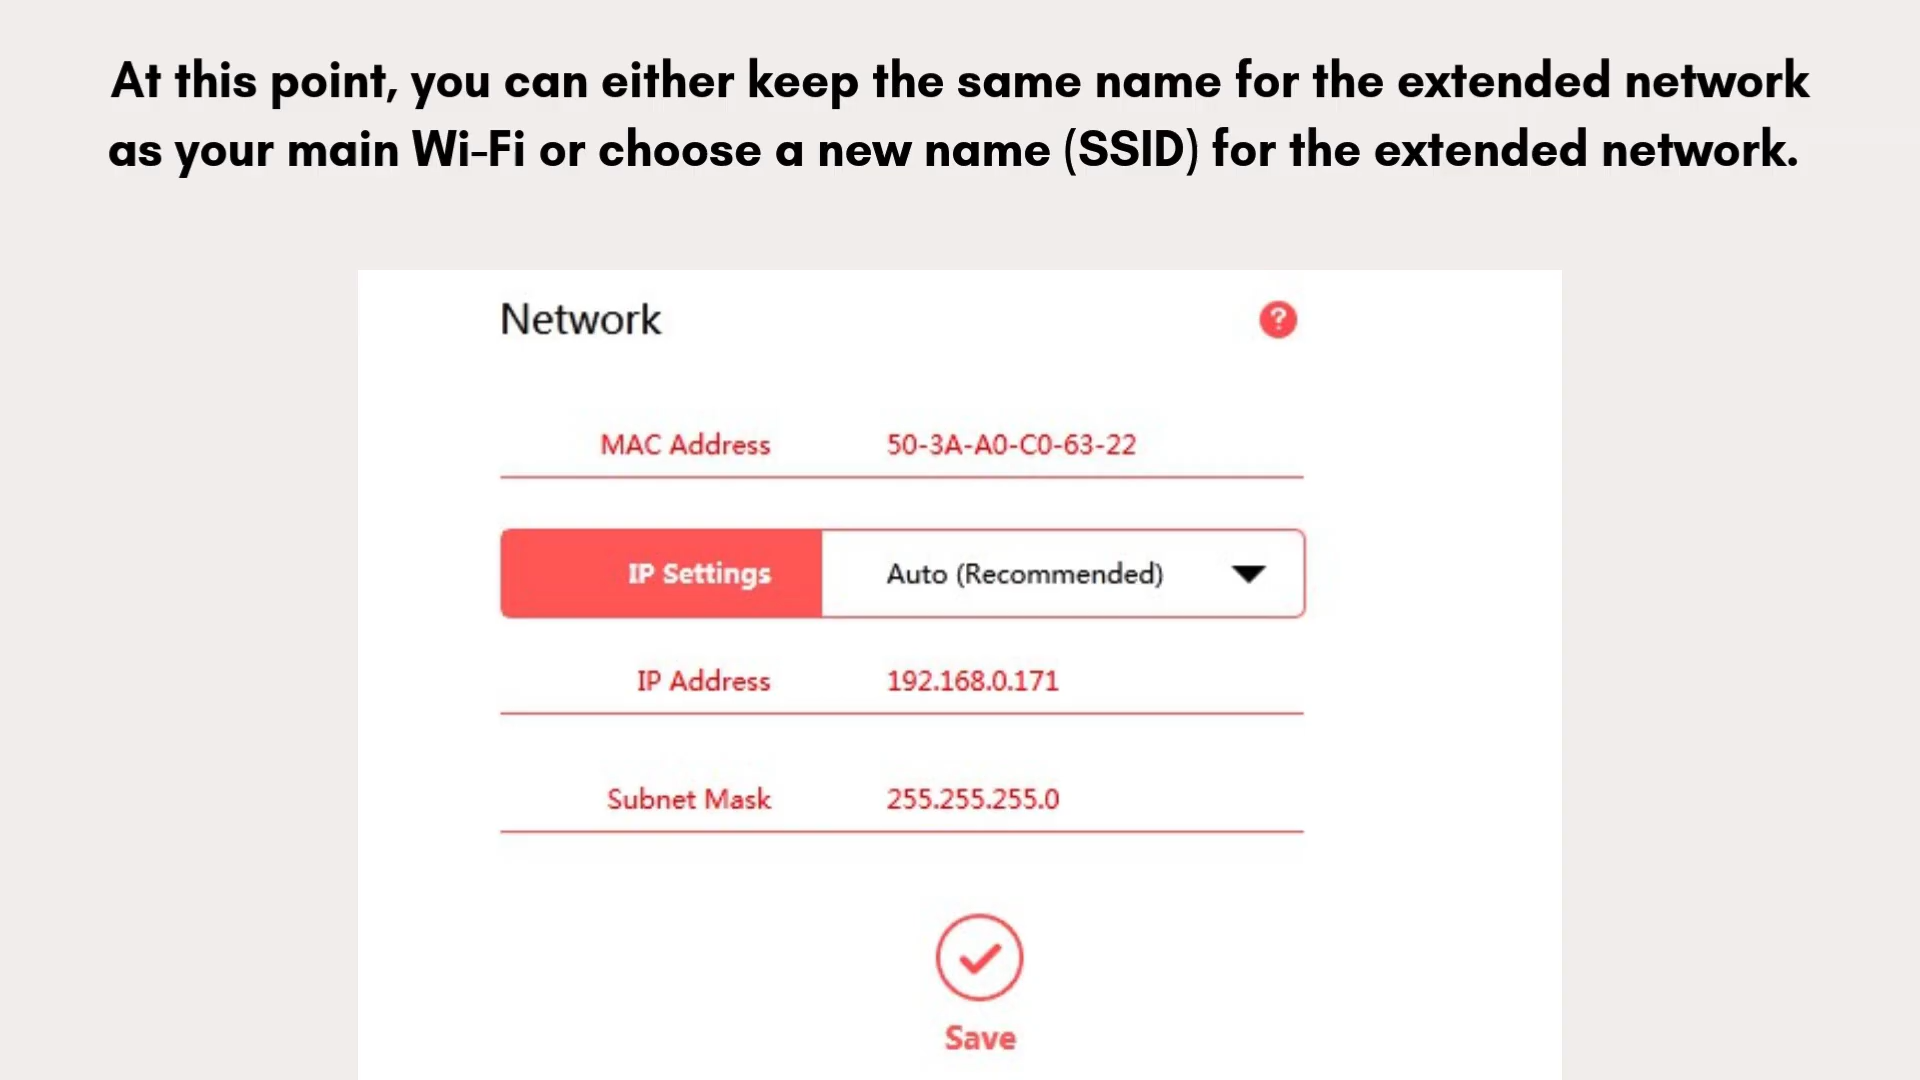 At this point, you can either keep the same name for the extended network
as your main Wi-Fi or choose a new name (SSID) for the extended network.
Network ?
MAC Address 50-3A-A0-C0-63-22
IP Settings Auto (Recommended)
IP Address 192.168.0.171
Subnet Mask 255.255.255.0
Save